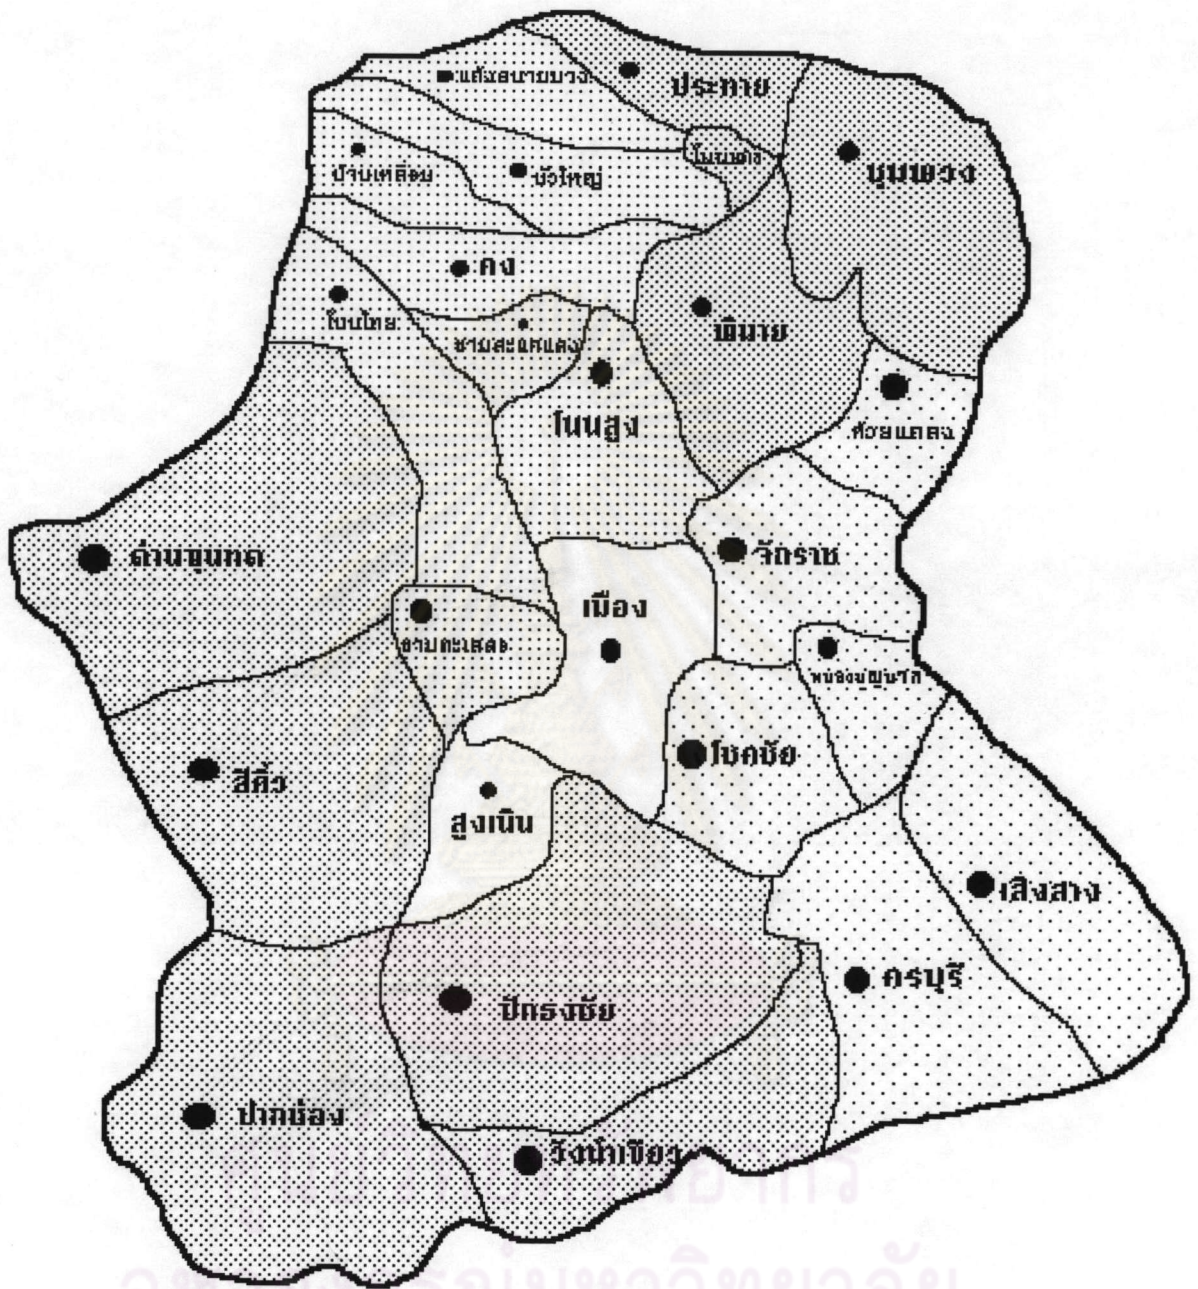 แก้งสนามนาง
ประทาย
โนนแดง
ชุมพวง
บ้านเหลื่อม
บัวใหญ่
คง
โนนไทย
พิมาย
ขามสะแกแสง
โนนสูง
ห้วยแถลง
ด่านขุนทด
จักราช
เมือง
ขามทะเลสอ
หนองบุญนาก
โชคชัย
สีคิ้ว
สูงเนิน
เสิงสาง
ครบุรี
ปักธงชัย
ปากช่อง
วังน้ำเขียว